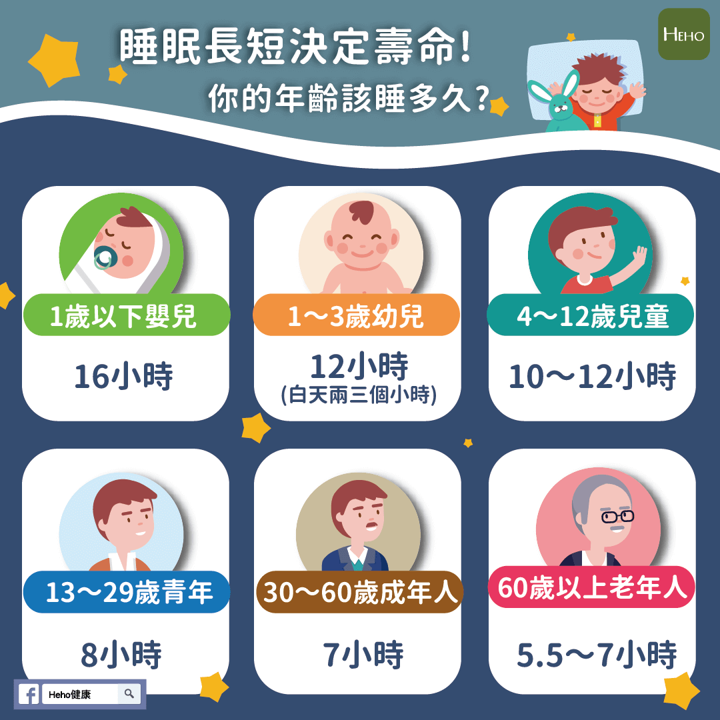 睡眠長短決定壽命!
HEHO
你的年齡該睡多久?
1歲以下嬰兒
16小時
1～3歲幼兒
12小時
(白天兩三個小時)
4～12歲兒童
10～12小時
13～29歲青年
8小時
30～60歲成年人
7小時
60歲以上老年人
5.5～7小時
f Heho健康